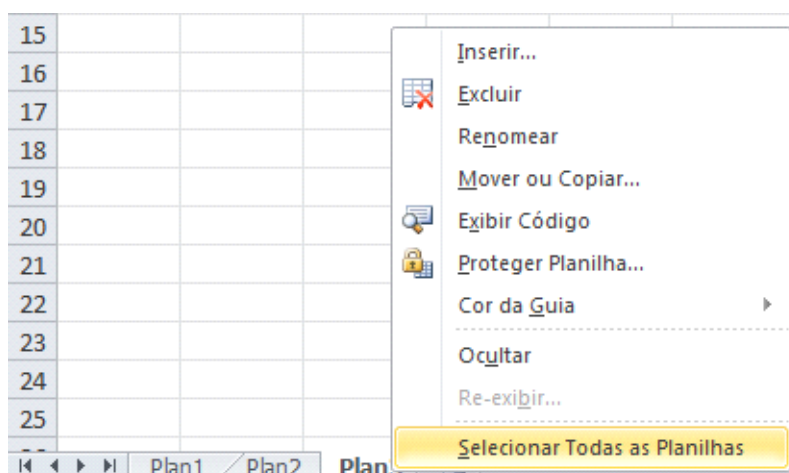 15
16
17
18
19
20
21
22
23
24
25
Inserir...
Excluir
Renomear
Mover ou Copiar...
Exibir Código
Proteger Planilha...
Cor da Guia
Ocultar
Re-exibir...
Selecionar Todas as Planilhas
Plan1 Plan2 Plan